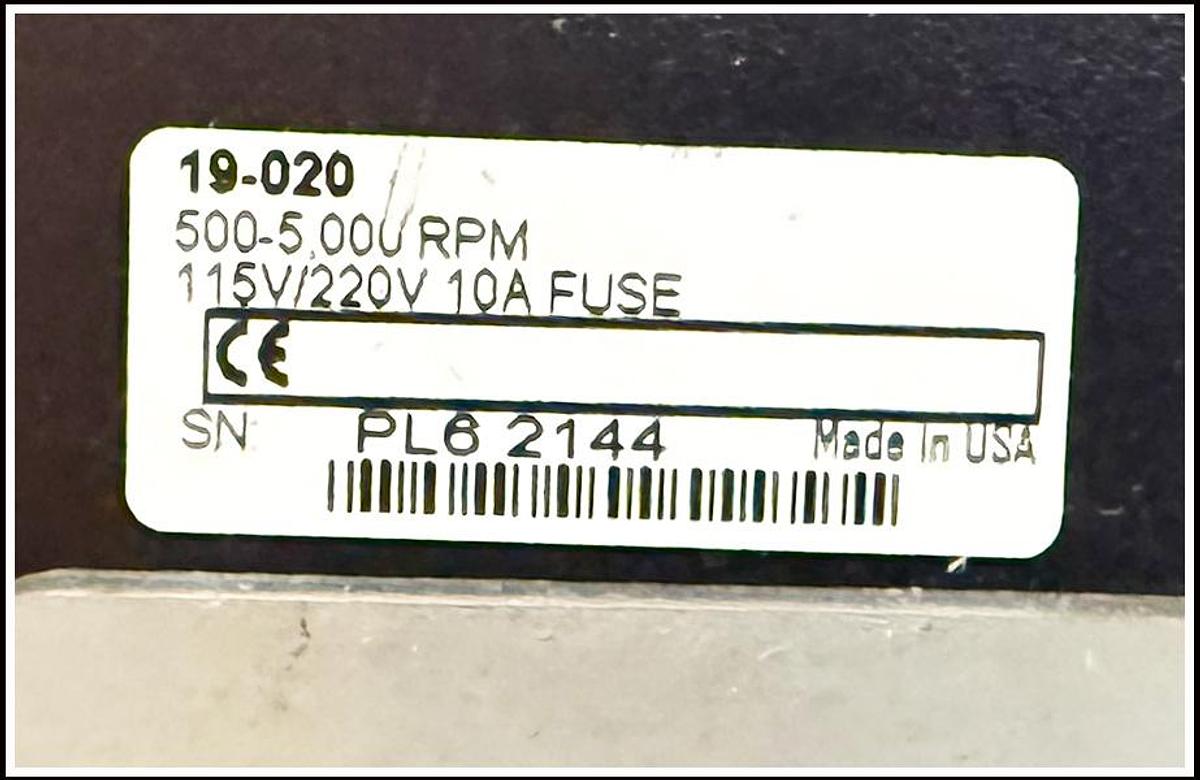 19-020
500-5,000 RPM
115V/220V 10A FUSE
CE
SN: PL6 2144 Made In USA